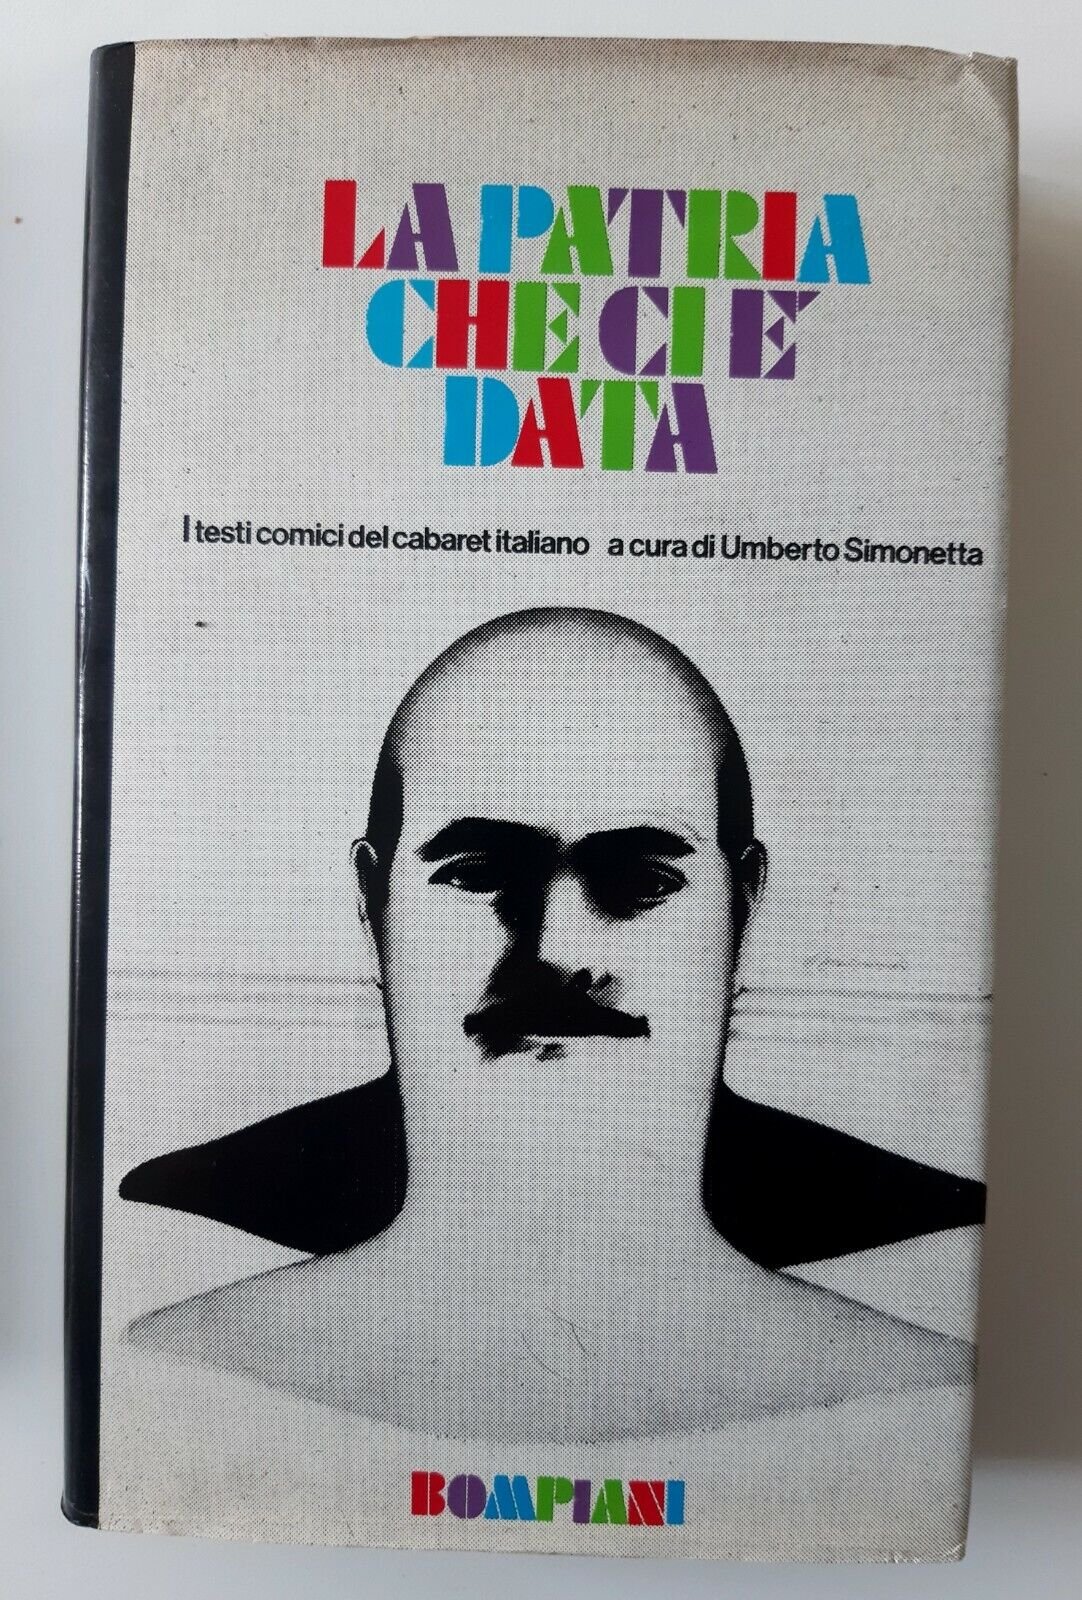 LA PATRIA
CHE CI E'
DATA
I testi comici del cabaret italiano a cura di Umberto Simonetta
BOMPIANI